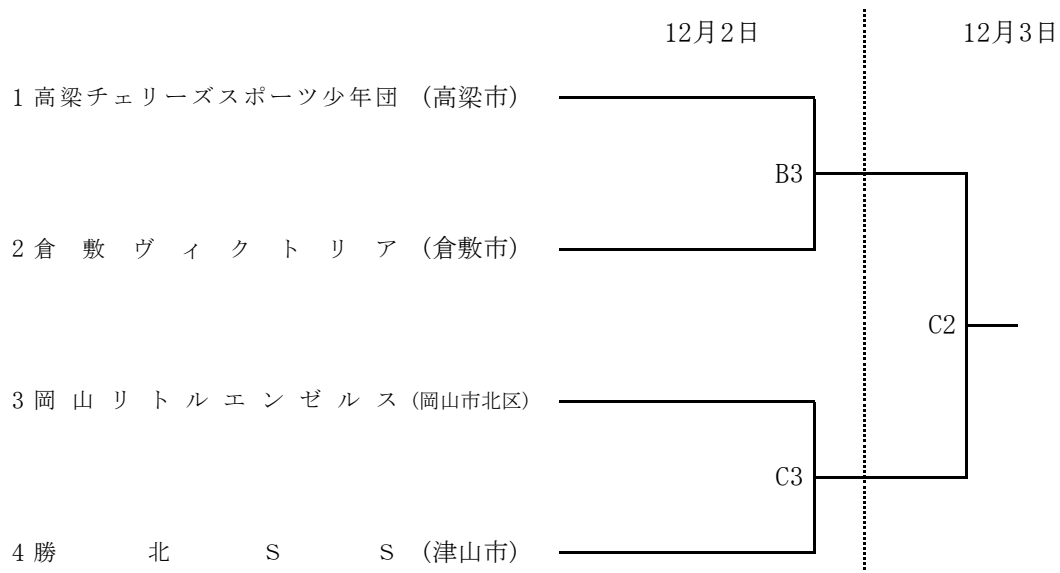 12月2日 12月3日
1 高梁チェリーズスポーツ少年団 (高梁市)
B3
2 倉敷ヴィクトリア (倉敷市)
C2
3 岡山リトルエンゼルス (岡山市北区)
C3
4 勝北SS (津山市)